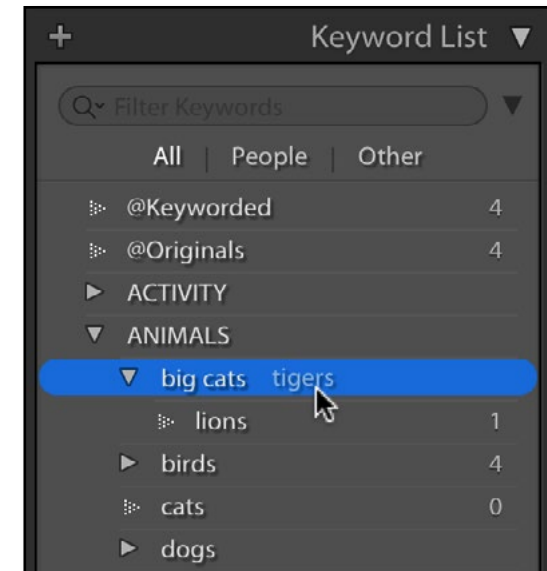 + Keyword List ▼
Filter Keywords
All | People | Other
@Keyworded 4
@Originals 4
ACTIVITY
ANIMALS
big cats tigers
lions 1
birds 4
cats 0
dogs